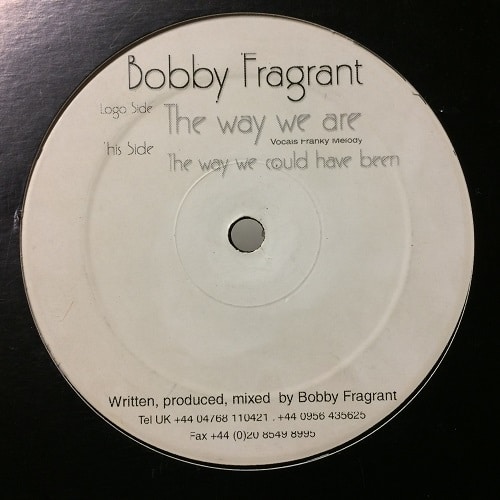 Bobby Fragrant
Logo Side The way we are
Vocals Franky Melody
This Side The way we could have been
Written, produced, mixed by Bobby Fragrant
Tel UK +44 04768 110421 . +44 0956 435625
Fax +44 (0)20 8549 8995